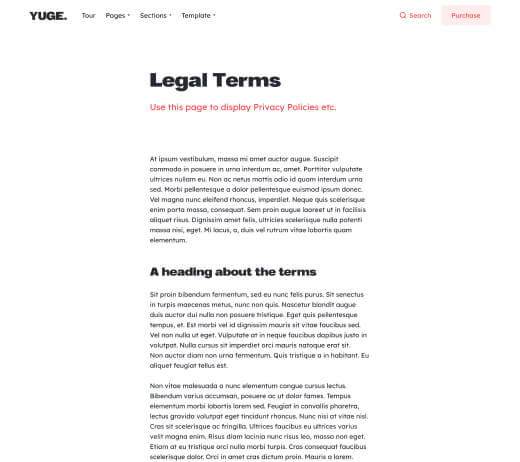 YUGE.
Tour
Pages
Sections
Template
Search
Purchase
Legal Terms
Use this page to display Privacy Policies etc.
At ipsum vestibulum, massa mi amet auctor augue. Suscipit
commodo in posuere in urna interdum ac, amet. Porttitor vulputate
ultrices nullam eu. Non ac netus mattis odio id quam interdum urna
sed. Morbi pellentesque a dolor pellentesque euismod ipsum donec.
Vel magna nunc eleifend rhoncus, imperdiet. Neque quis scelerisque
enim porta massa, consequat. Sem proin augue laoreet ut in facilisis
aliquet risus. Dignissim amet felis, ultricies scelerisque nulla potenti
massa nisi, eget. Mi lacus, a, duis vel rutrum vitae lobortis quam
elementum.
A heading about the terms
Sit proin bibendum fermentum, sed eu nunc felis purus. Sit senectus
in turpis maecenas metus, nunc non quis. Nascetur blandit augue
duis auctor dui nulla non posuere tristique. Eget quis pellentesque
tempus, et. Est morbi vel id dignissim mauris sit vitae faucibus sed.
Vel non nulla ut eget. Vulputate at in neque faucibus dapibus justo in
volutpat. Nulla cursus sit imperdiet orci mauris natoque erat sit.
Non auctor diam non urna fermentum. Quis tristique a in habitant. Eu
aliquet feugiat tellus est.
Non vitae malesuada a nunc elementum congue cursus lectus.
Bibendum varius accumsan, posuere ac ut dolor fames. Tempus
elementum morbi lobortis lorem sed. Feugiat in convallis pharetra,
lectus gravida volutpat eget tincidunt rhoncus. Nunc nisi at vitae nisl.
Cras sit scelerisque ac fringilla. Ultrices faucibus eu ultrices varius
velit magna enim. Risus diam lacinia nunc risus leo, massa non eget.
Etiam at eu tristique orci nulla morbi turpis. Cras consequat faucibus
scelerisque dolor. Orci in amet cras dictum proin. Mauris a lorem.